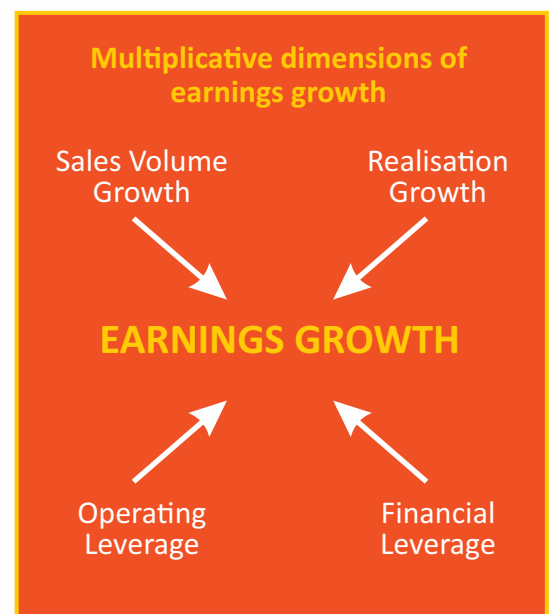 Multiplicative dimensions of
earnings growth
Sales Volume
Growth
Realisation
Growth
EARNINGS GROWTH
Operating
Leverage
Financial
Leverage